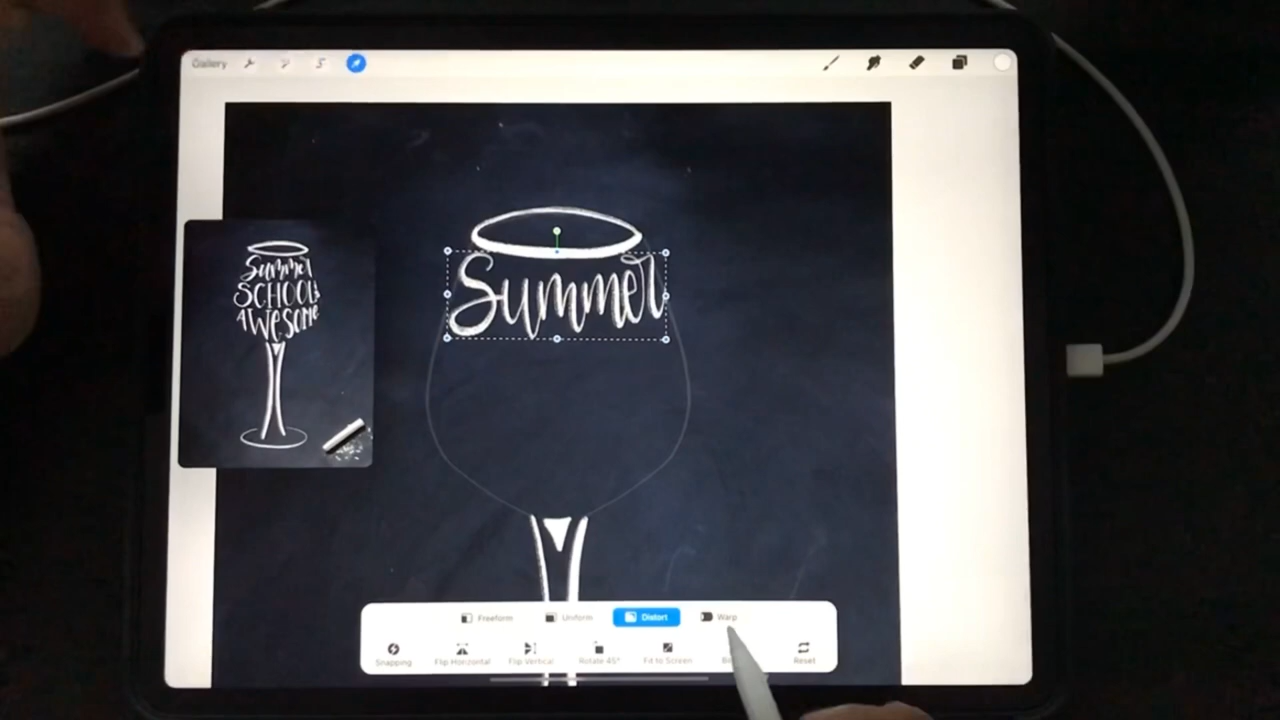 Gallery
Summer
Summer
SCHOOL
AWESOME
Freeform Uniform Distort Warp
Snapping Flip Horizontal Flip Vertical Rotate 45° Fit to Screen Reset